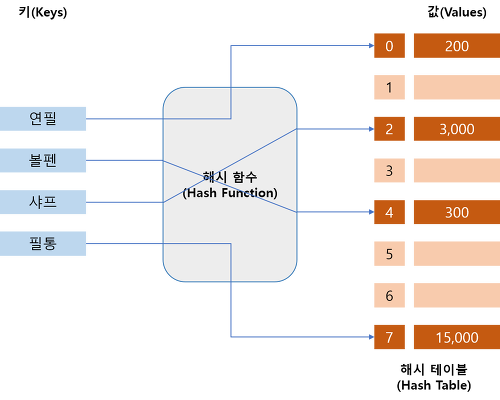 키(Keys)
값(Values)
연필
볼펜
샤프
필통
해시 함수
(Hash Function)
0 200
1
2 3,000
3
4 300
5
6
7 15,000
해시 테이블
(Hash Table)